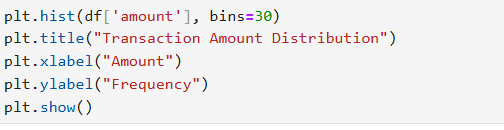 plt.hist(df['amount'], bins=30)
plt.title("Transaction Amount Distribution")
plt.xlabel("Amount")
plt.ylabel("Frequency")
plt.show()